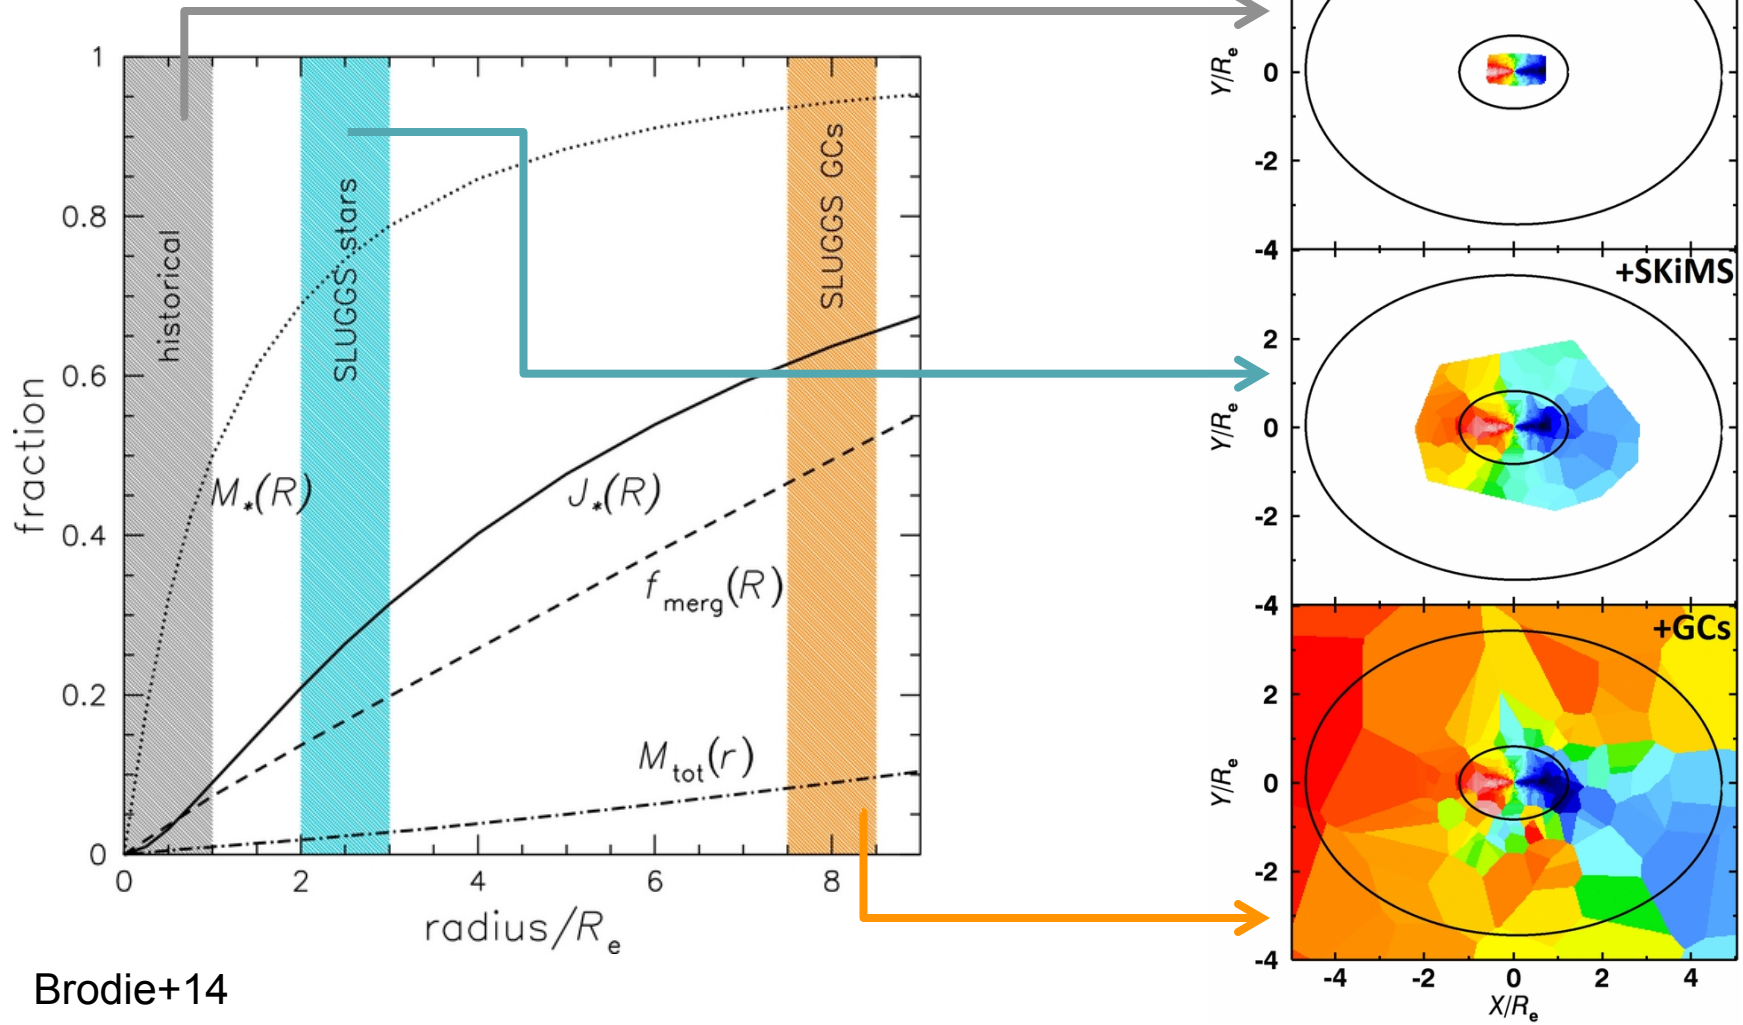 1
0.8
0.6
0.4
0.2
0
fraction
0
2
4
6
8
radius/Re
historical
SLUGGS stars
SLUGGS GCs
M*(R)
J*(R)
fmerg(R)
Mtot(r)
Brodie+14
Y/Re
0
-2
-4
+SKiMS
Y/Re
2
0
-2
-4
+GCs
Y/Re
2
0
-2
-4
-4
-2
0
2
4
X/Re